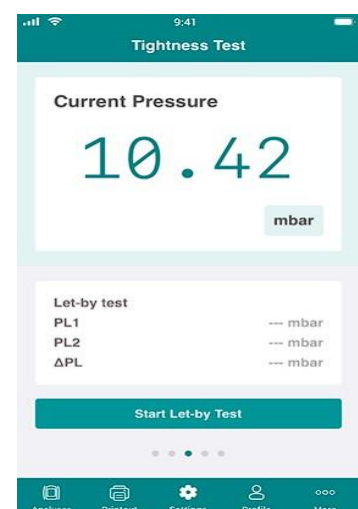 9:41
Tightness Test
Current Pressure
10.42
mbar
Let-by test
PL1 --- mbar
PL2 --- mbar
ΔPL --- mbar
Start Let-by Test